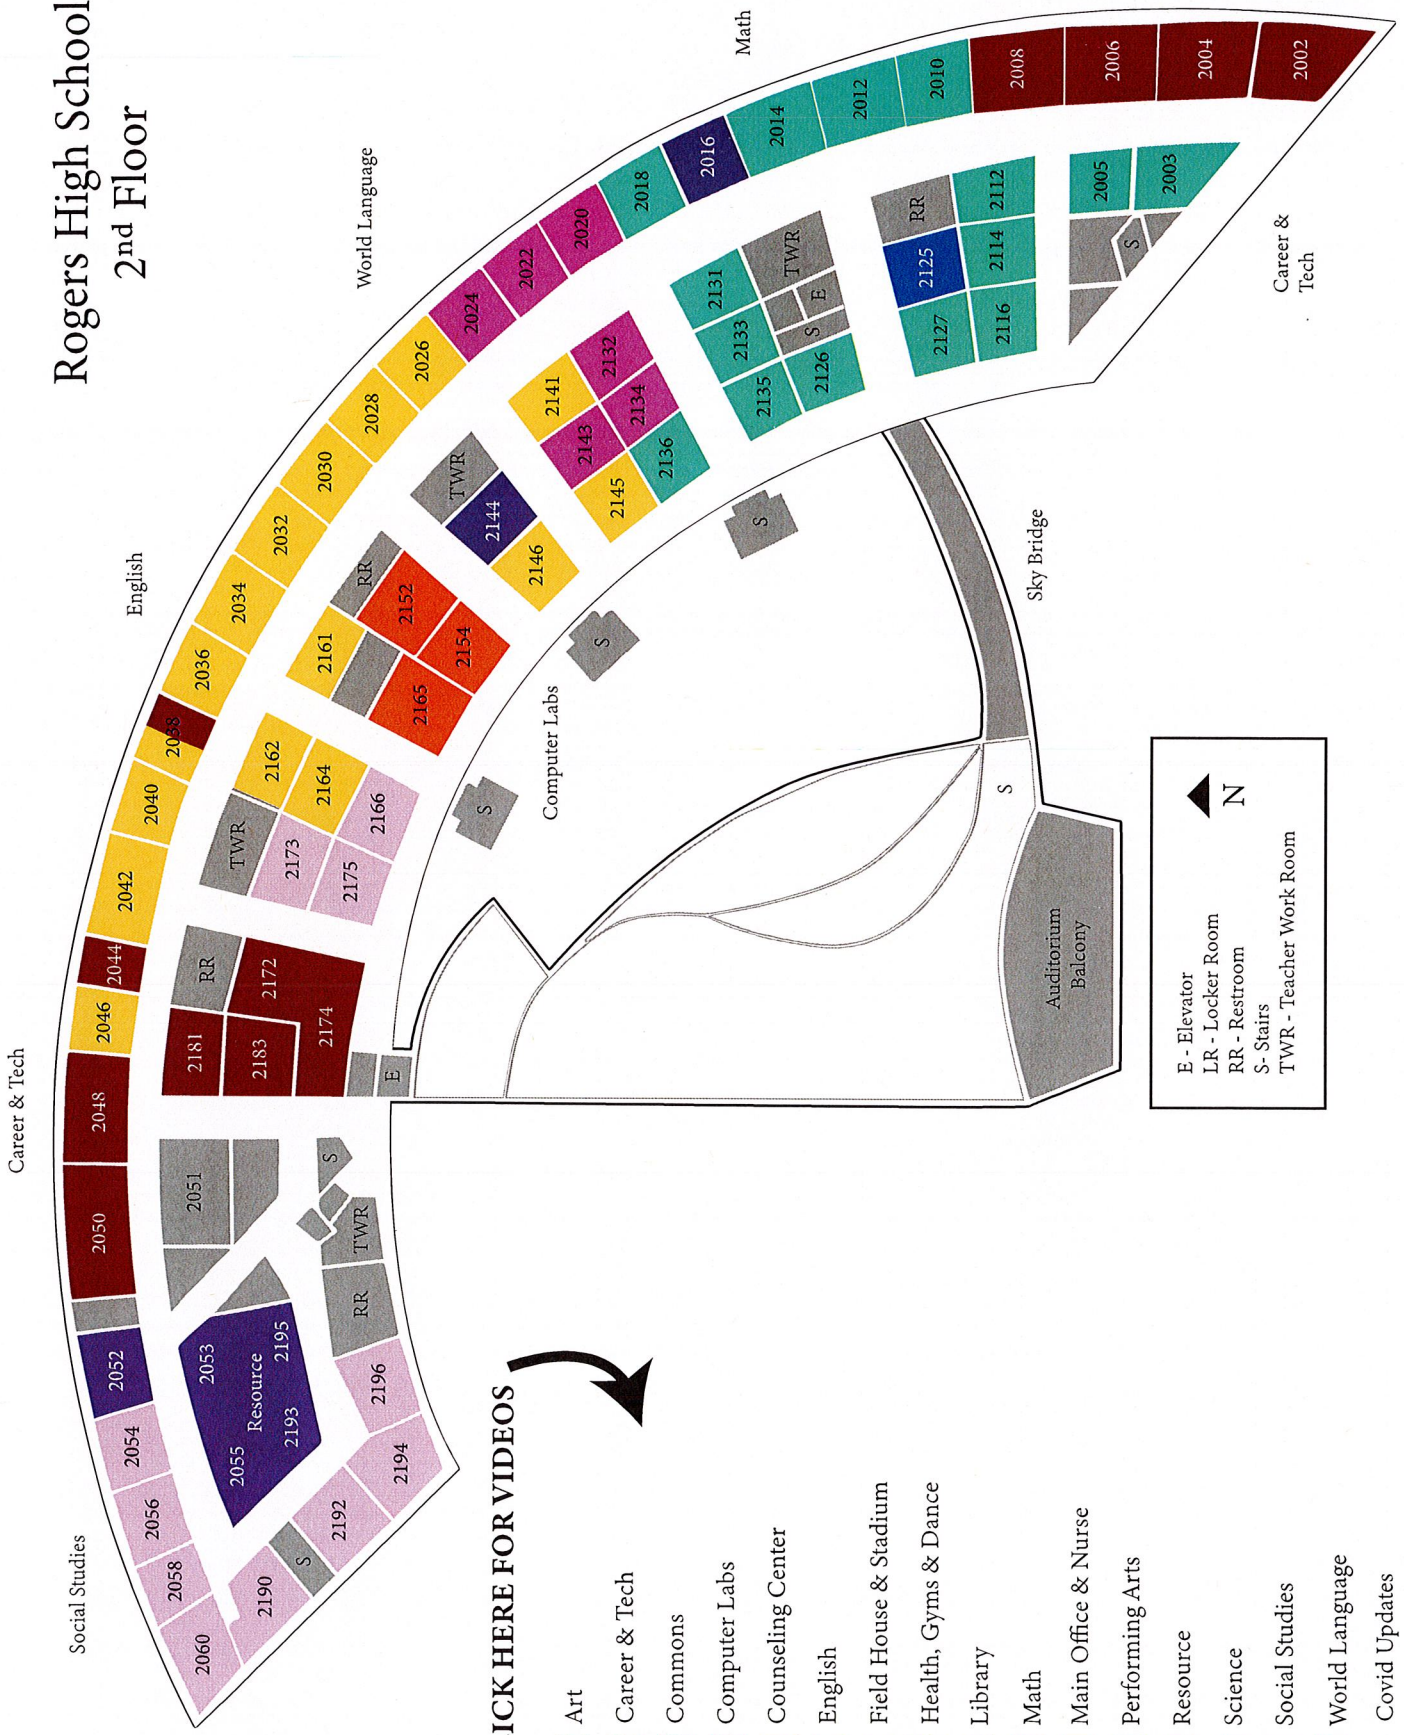 Rogers High School
2nd Floor
Social Studies
Career & Tech
English
World Language
Math
2060
2058
2056
2054
2052
2050
2048
2046
2044
2042
2040
2038
2036
2034
2032
2030
2028
2026
2024
2022
2020
2018
2016
2014
2012
2010
2008
2006
2004
2002
2190
S
2192
2194
2196
2055
2053
Resource
2193
2195
RR
TWR
S
2051
2181
RR
2183
2172
2174
E
TWR
2162
2173
2164
2175
2166
2161
RR
2152
2165
2154
TWR
2144
2146
2141
2143
2132
2145
2134
2136
2131
TWR
2133
E
S
2135
2126
RR
2125
2127
2112
2114
2116
2005
2003
S
Career &
Tech
S
S
S
Computer Labs
Sky Bridge
S
Auditorium
Balcony
E - Elevator
LR - Locker Room
RR - Restroom
S- Stairs
TWR - Teacher Work Room
N
ICK HERE FOR VIDEOS
Art
Career & Tech
Commons
Computer Labs
Counseling Center
English
Field House & Stadium
Health, Gyms & Dance
Library
Math
Main Office & Nurse
Performing Arts
Resource
Science
Social Studies
World Language
Covid Updates